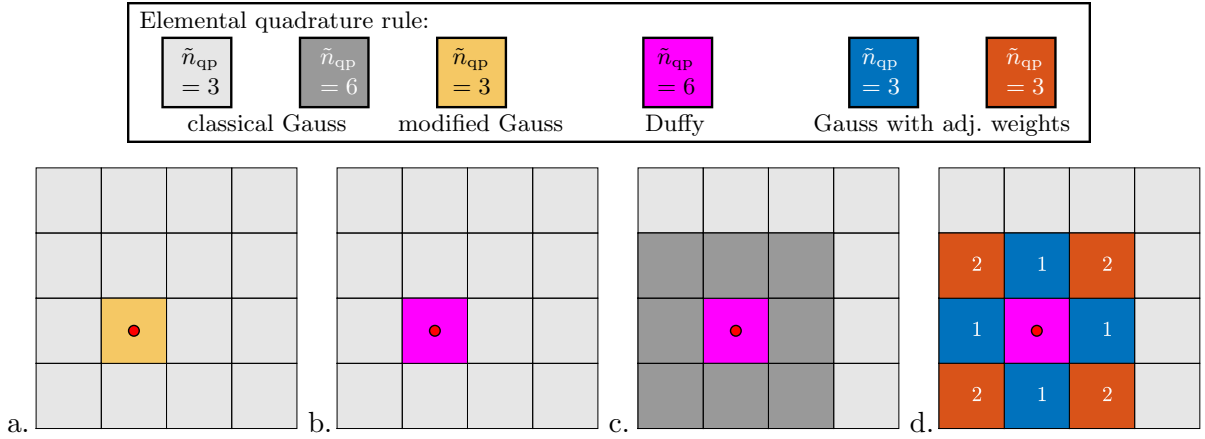 Elemental quadrature rule:
ñqp ñqp ñqp ñqp ñqp ñqp
= 3 = 6 = 3 = 6 = 3 = 3
classical Gauss modified Gauss Duffy Gauss with adj. weights
2 1 2
1 1
2 1 2
a. b. c. d.